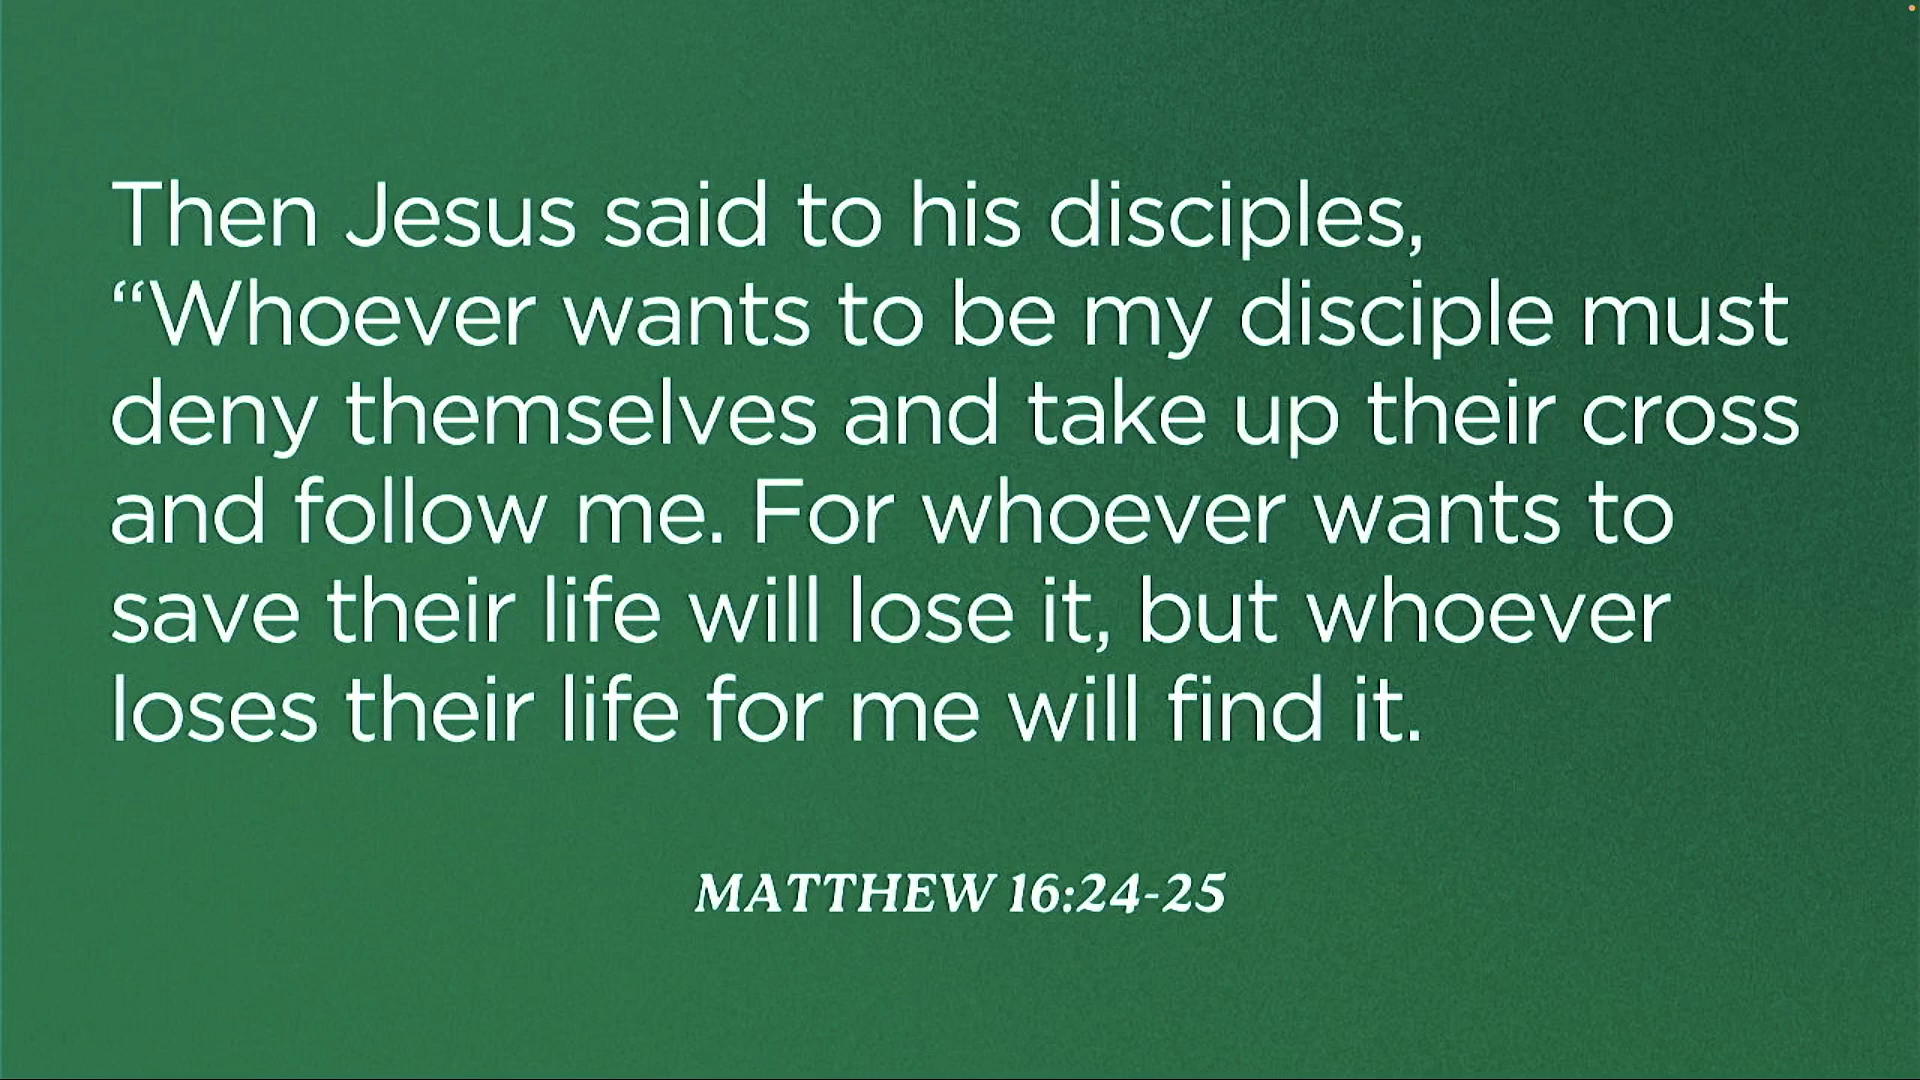 Then Jesus said to his disciples,
“Whoever wants to be my disciple must
deny themselves and take up their cross
and follow me. For whoever wants to
save their life will lose it, but whoever
loses their life for me will find it.
MATTHEW 16:24-25